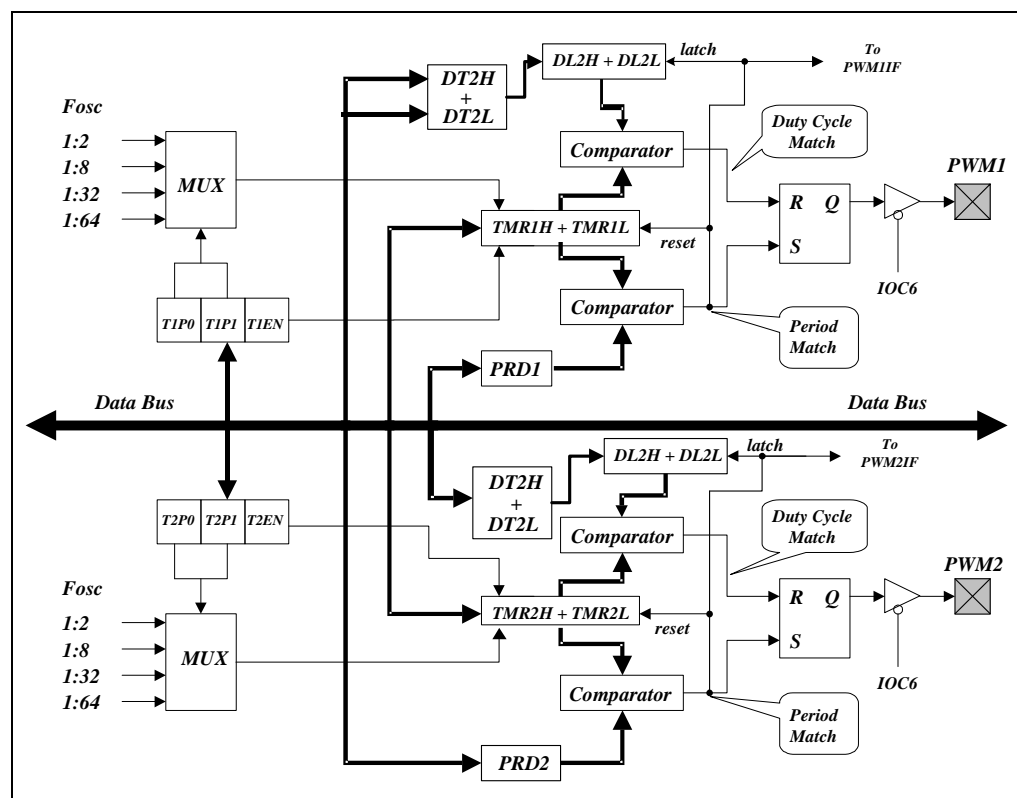 DL2H + DL2L
latch
To
PWM1IF
DT2H
+
DT2L
Fosc
1:2
1:8
1:32
1:64
MUX
Comparator
Duty Cycle
Match
PWM1
R Q
S
TMR1H + TMR1L
reset
IOC6
T1P0 T1P1 T1EN
Comparator
Period
Match
PRD1
Data Bus
Data Bus
DL2H + DL2L
latch
To
PWM2IF
DT2H
+
DT2L
T2P0 T2P1 T2EN
Comparator
Duty Cycle
Match
Fosc
1:2
1:8
1:32
1:64
MUX
PWM2
R Q
S
TMR2H + TMR2L
reset
IOC6
Comparator
Period
Match
PRD2